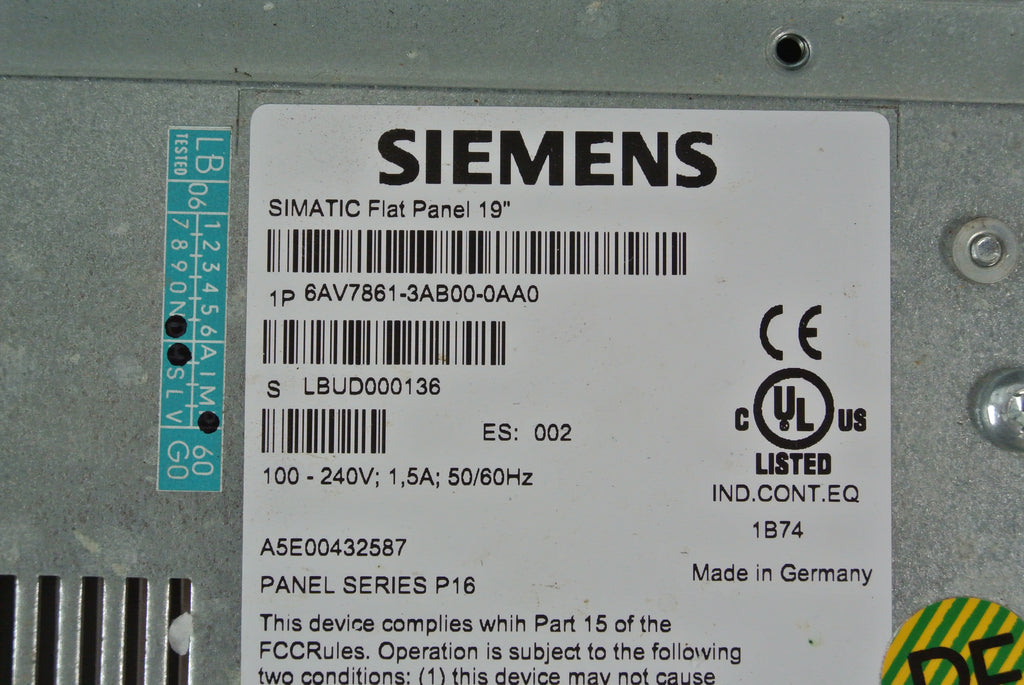 SIEMENS
SIMATIC Flat Panel 19"
1P 6AV7861-3AB00-0AA0
S LBUD000136
ES: 002
100 - 240V; 1,5A; 50/60Hz
A5E00432587
PANEL SERIES P16
This device complies whih Part 15 of the
FCCRules. Operation is subject to the following
two conditions: (1) this device may not cause
CE
C UL US
LISTED
IND.CONT.EQ
1B74
Made in Germany
LB 06 1 2 3 4 5 6 A M 60
TESTED 7 8 9 0 N S L V GO
DE